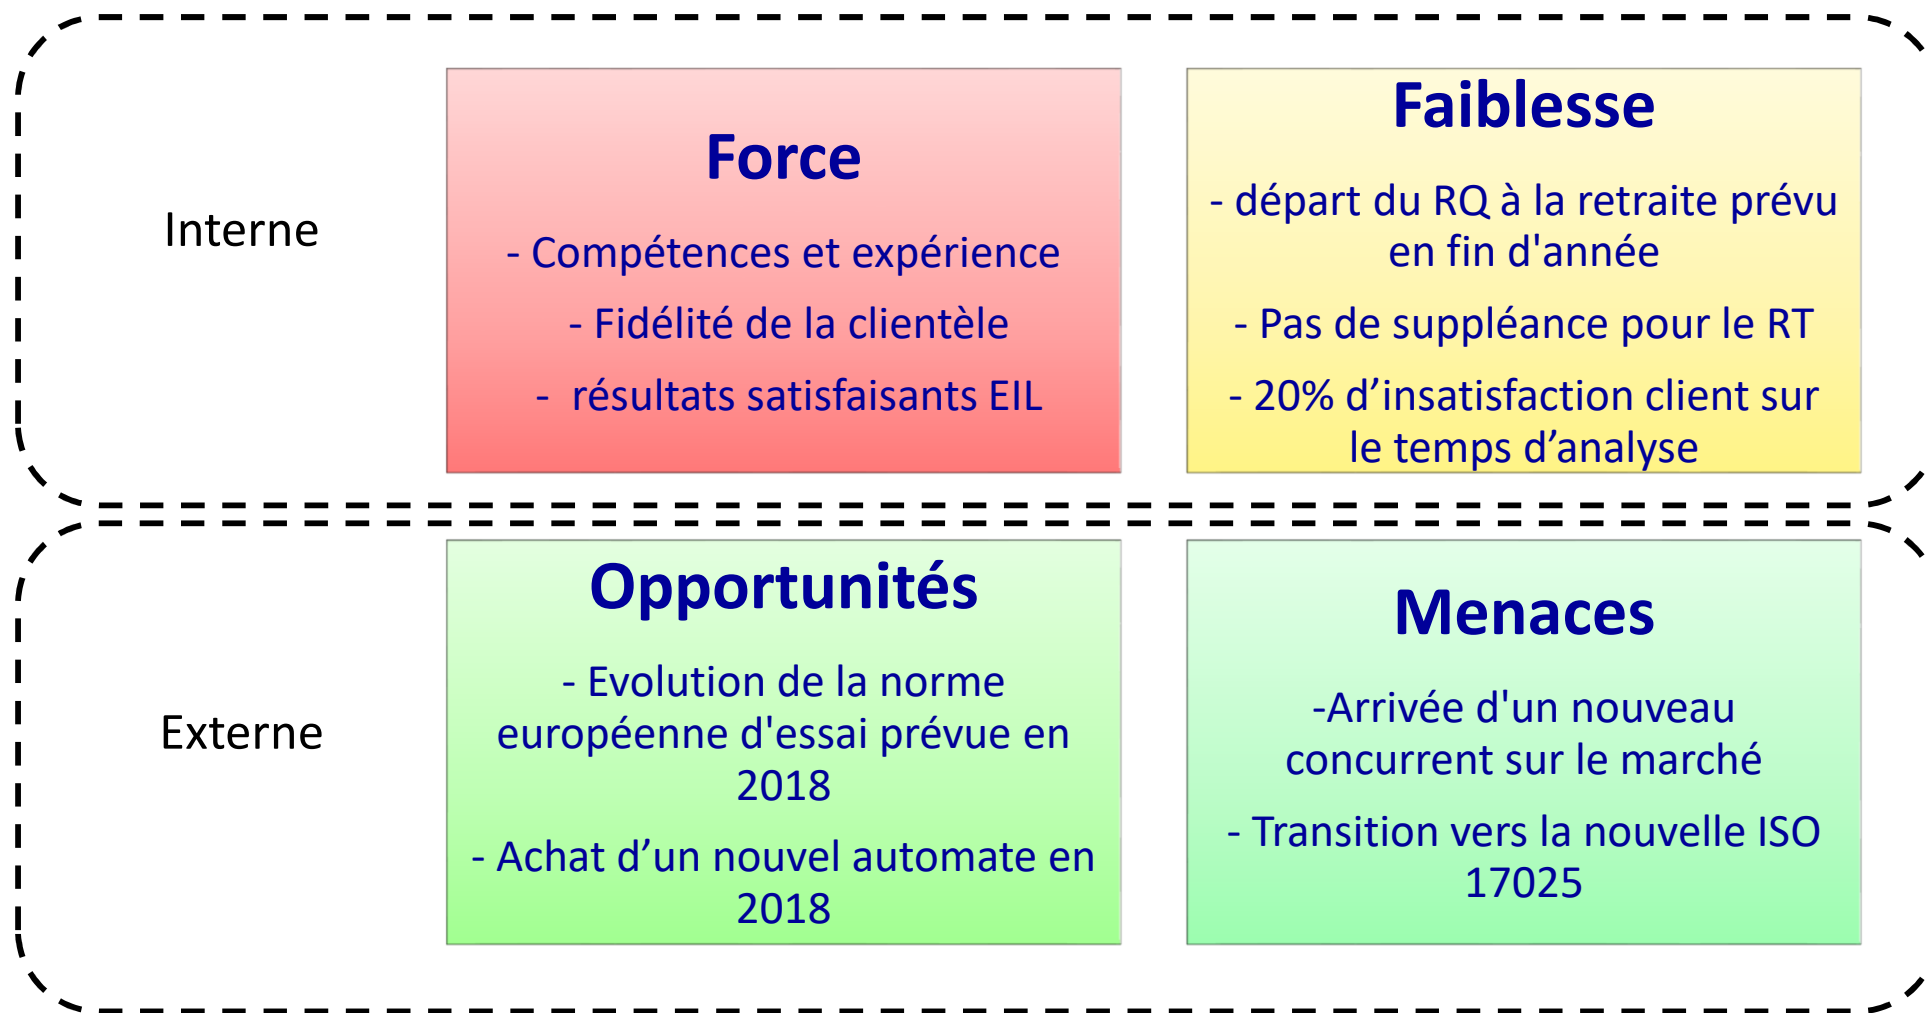 Interne
Force
- Compétences et expérience
- Fidélité de la clientèle
- résultats satisfaisants EIL
Faiblesse
- départ du RQ à la retraite prévu
en fin d'année
- Pas de suppléance pour le RT
- 20% d’insatisfaction client sur
le temps d’analyse
Externe
Opportunités
- Evolution de la norme
européenne d'essai prévue en
2018
- Achat d’un nouvel automate en
2018
Menaces
-Arrivée d'un nouveau
concurrent sur le marché
- Transition vers la nouvelle ISO
17025